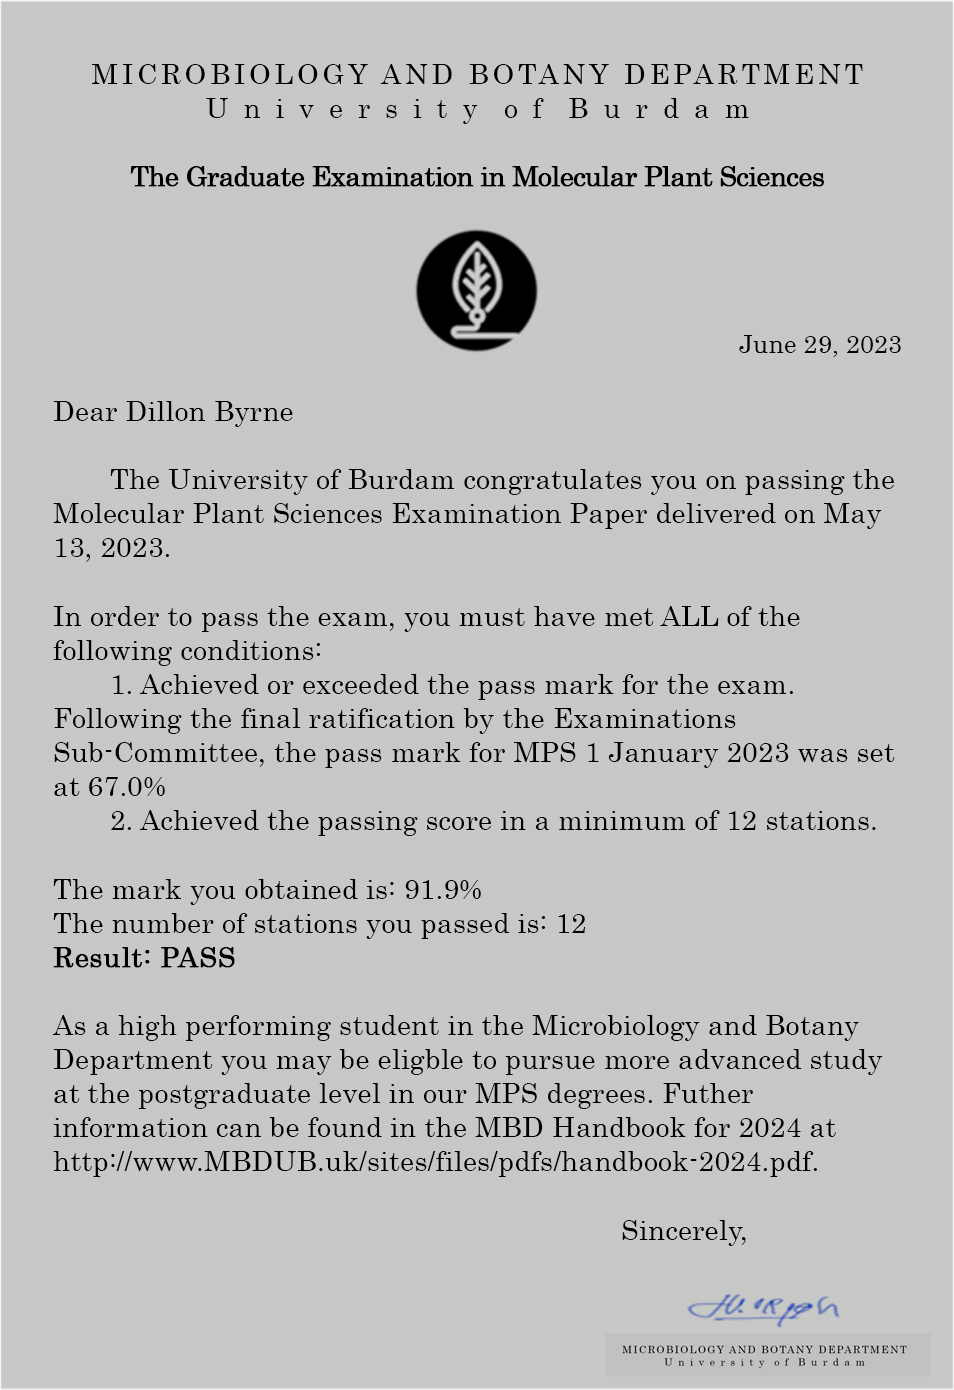 MICROBIOLOGY AND BOTANY DEPARTMENT
University of Burdam
The Graduate Examination in Molecular Plant Sciences
June 29, 2023
Dear Dillon Byrne
The University of Burdam congratulates you on passing the
Molecular Plant Sciences Examination Paper delivered on May
13, 2023.
In order to pass the exam, you must have met ALL of the
following conditions:
1. Achieved or exceeded the pass mark for the exam.
Following the final ratification by the Examinations
Sub-Committee, the pass mark for MPS 1 January 2023 was set
at 67.0%
2. Achieved the passing score in a minimum of 12 stations.
The mark you obtained is: 91.9%
The number of stations you passed is: 12
Result: PASS
As a high performing student in the Microbiology and Botany
Department you may be eligble to pursue more advanced study
at the postgraduate level in our MPS degrees. Futher
information can be found in the MBD Handbook for 2024 at
http://www.MBDUB.uk/sites/files/pdfs/handbook-2024.pdf.
Sincerely,
MICROBIOLOGY AND BOTANY DEPARTMENT
University of Burdam